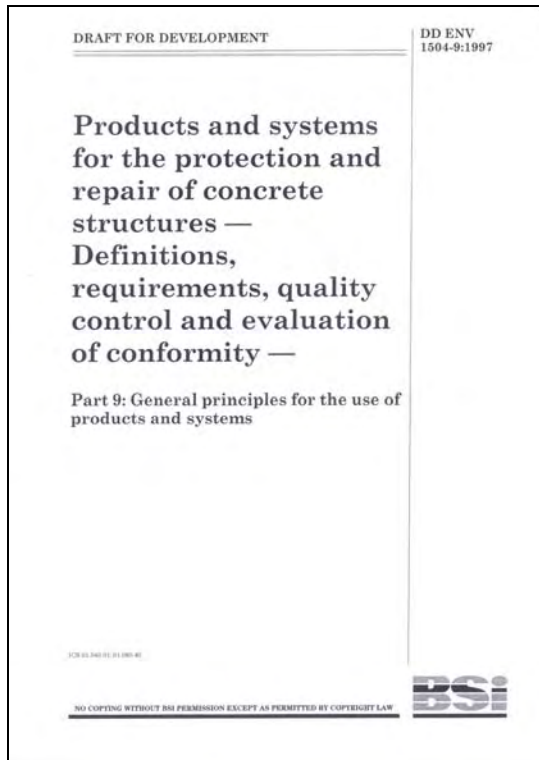 DRAFT FOR DEVELOPMENT
DD ENV
1504-9:1997
Products and systems
for the protection and
repair of concrete
structures —
Definitions,
requirements, quality
control and evaluation
of conformity —
Part 9: General principles for the use of
products and systems
NO COPYING WITHOUT BSI PERMISSION EXCEPT AS PERMITTED BY COPYRIGHT LAW
BSi